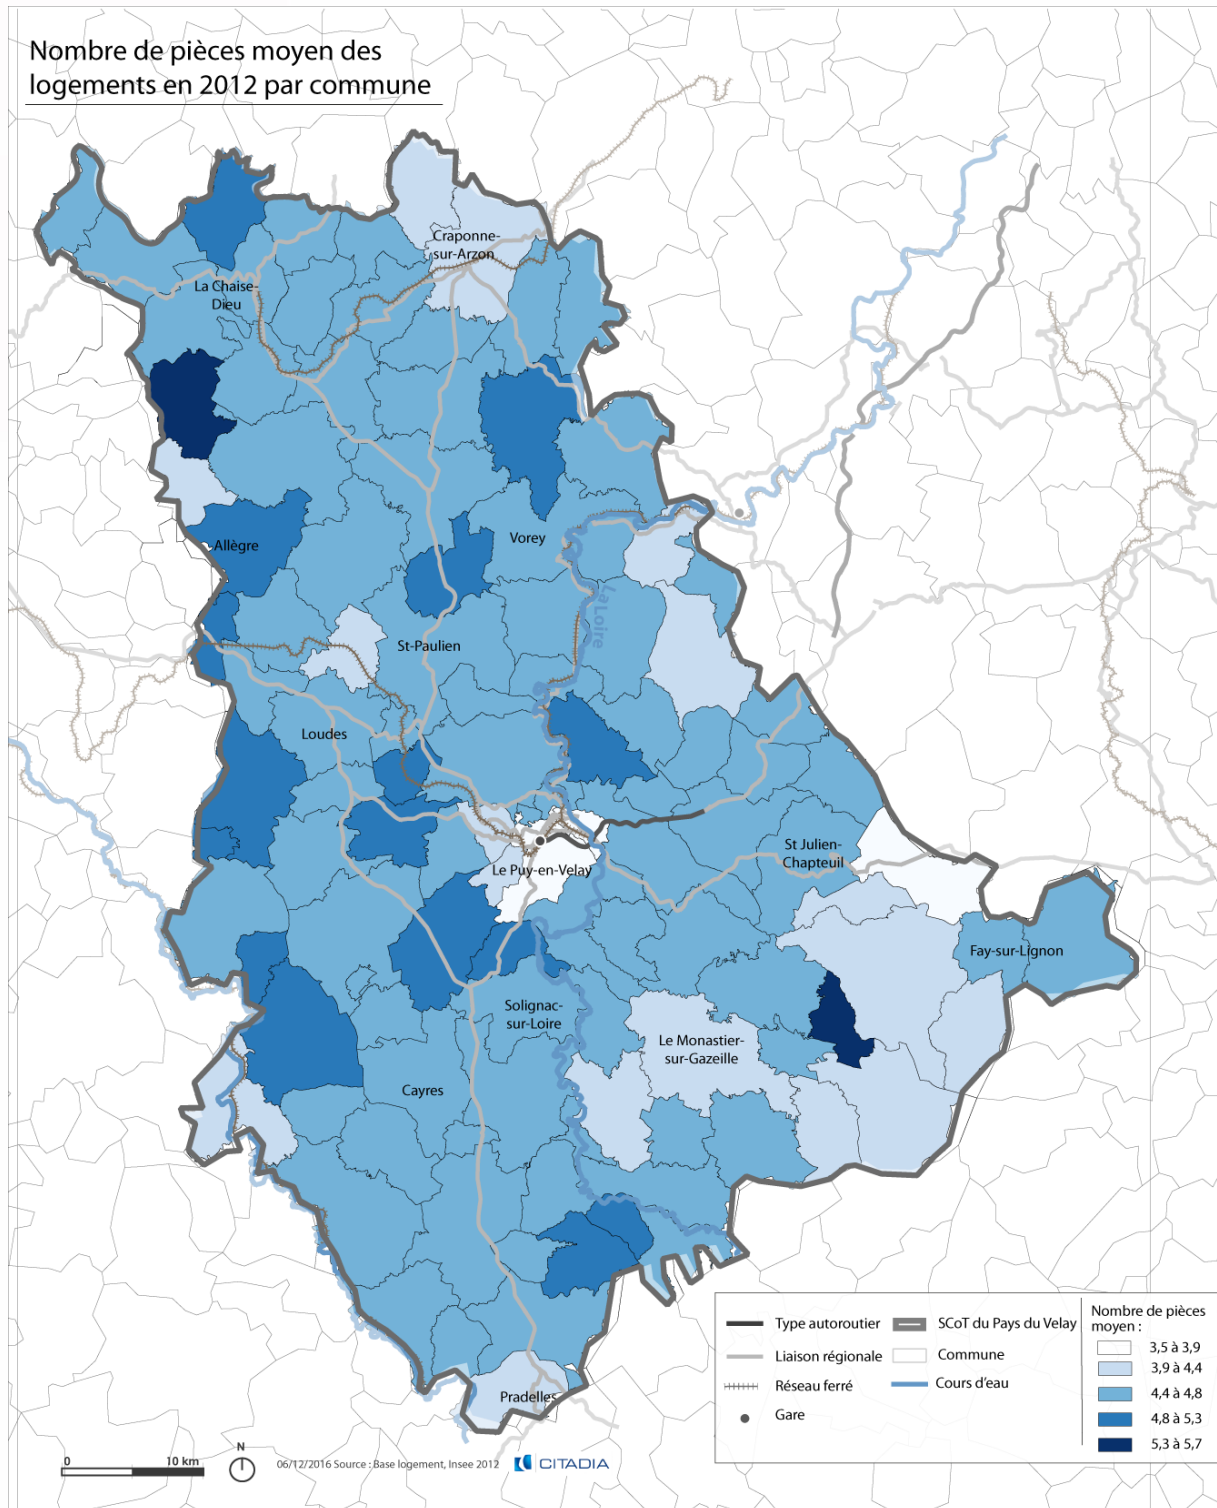 Nombre de pièces moyen des
logements en 2012 par commune
Craponne-
sur-Arzon
La Chaise-
Dieu
Allègre
Vorey
La Loire
St-Paulien
Loudes
St Julien-
Chapteuil
Le Puy-en-Velay
Fay-sur-Lignon
Solignac-
sur-Loire
Le Monastier-
sur-Gazeille
Cayres
Pradelles
Type autoroutier
SCoT du Pays du Velay
Liaison régionale
Commune
Réseau ferré
Cours d'eau
Gare
Nombre de pièces
moyen :
3,5 à 3,9
3,9 à 4,4
4,4 à 4,8
4,8 à 5,3
5,3 à 5,7
0 10 km
N
06/12/2016 Source : Base logement, Insee 2012
CITADIA